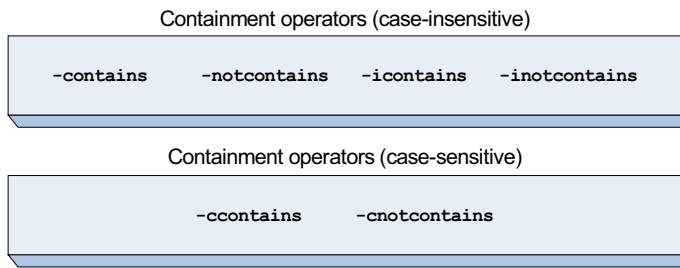 Containment operators (case-insensitive)
-contains -notcontains -icontains -inotcontains
Containment operators (case-sensitive)
-ccontains -cnotcontains